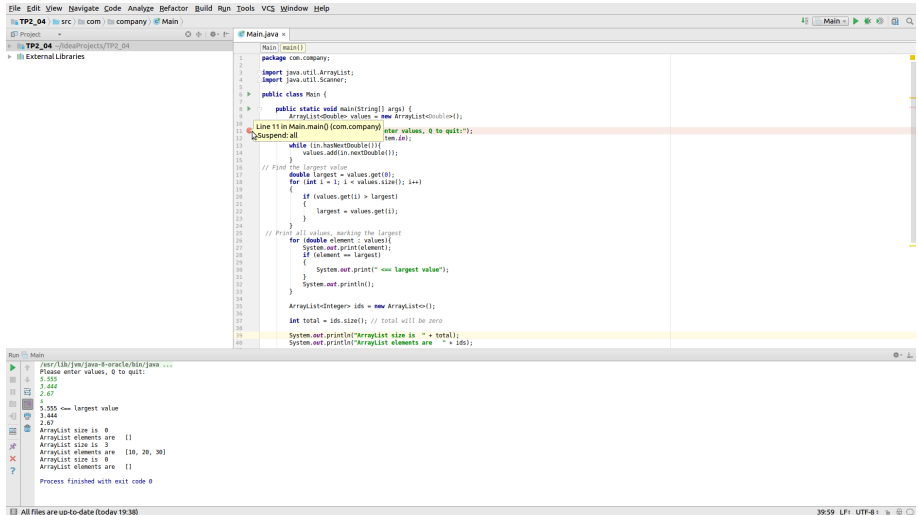 File Edit View Navigate Code Analyze Refactor Build Run Tools VCS Window Help
TP2_04 src com company Main
Main
Project
Main.java
TP2_04 ~/IdeaProjects/TP2_04
External Libraries
Main main()
1 package com.company;
2
3 import java.util.ArrayList;
4 import java.util.Scanner;
5
6 public class Main {
7
8 public static void main(String[] args) {
9 ArrayList<Double> values = new ArrayList<Double>;
10
Line 11 in Main.main() (com.company)
Suspend: all
11 nter values, Q to quit:");
12 tem.in);
13 while (in.hasNextDouble()){
14 values.add(in.nextDouble());
15 }
16 // Find the largest value
17 double largest = values.get(0);
18 for (int i = 1; i < values.size(); i++)
19 {
20 if (values.get(i) > largest)
21 {
22 largest = values.get(i);
23 }
24 }
25 // Print all values, marking the largest
26 for (double element : values){
27 System.out.print(element);
28 if (element == largest)
29 {
30 System.out.print(" <== largest value");
31 }
32 System.out.println();
33 }
34
35 ArrayList<Integer> ids = new ArrayList<>();
36
37 int total = ids.size(); // total will be zero
38
39 System.out.println("ArrayList size is " + total);
40 System.out.println("ArrayList elements are " + ids);
Run Main
/usr/lib/jvm/java-8-oracle/bin/java ...
Please enter values, Q to quit:
5.555
3.444
2.67
s
5.555 <== largest value
3.444
2.67
ArrayList size is 0
ArrayList elements are []
ArrayList size is 3
ArrayList elements are [10, 20, 30]
ArrayList size is 0
ArrayList elements are []
Process finished with exit code 0
All files are up-to-date (today 19:38)
39:59 LF UTF-8